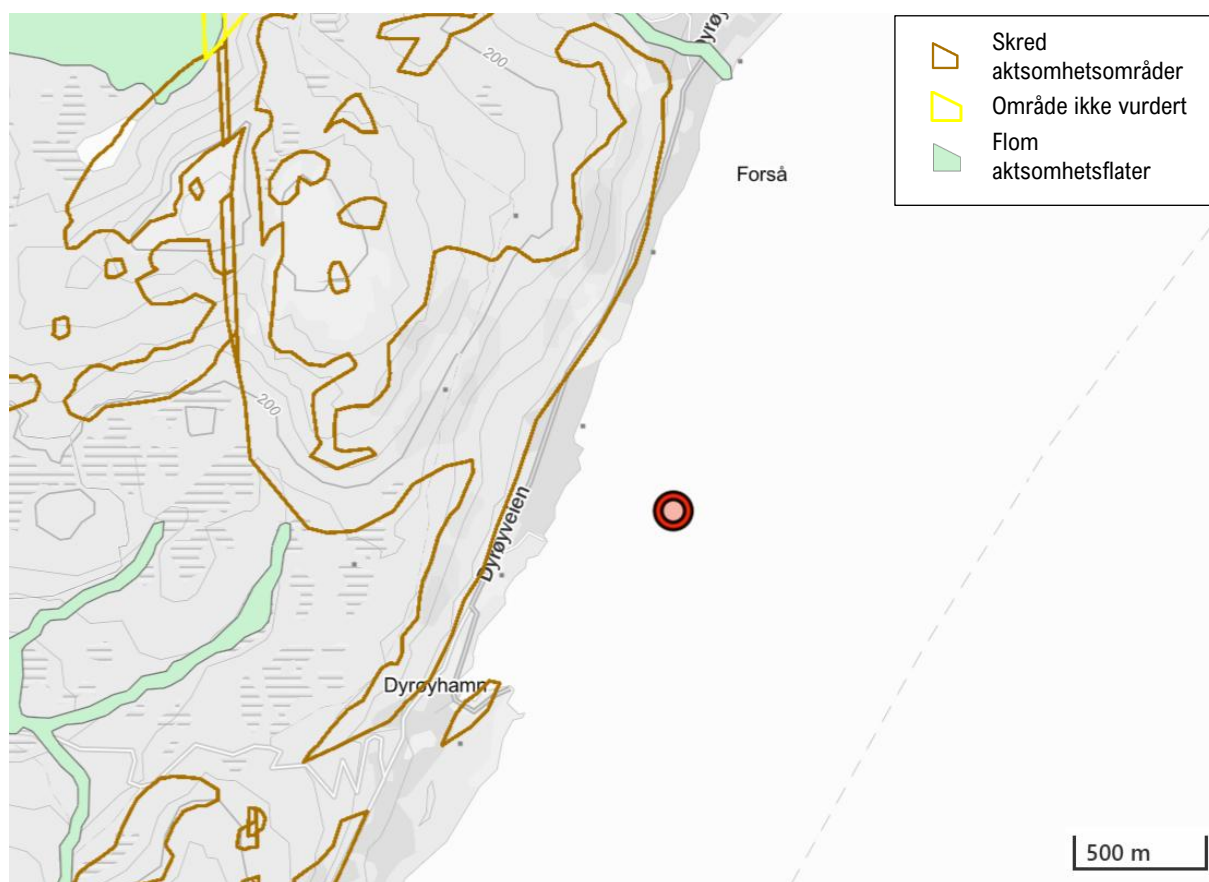 Skred
aktsomhetsområder
Område ikke vurdert
Flom
aktsomhetsflater
200
Forså
200
Dyrøyveien
Dyrøyhamn
500 m